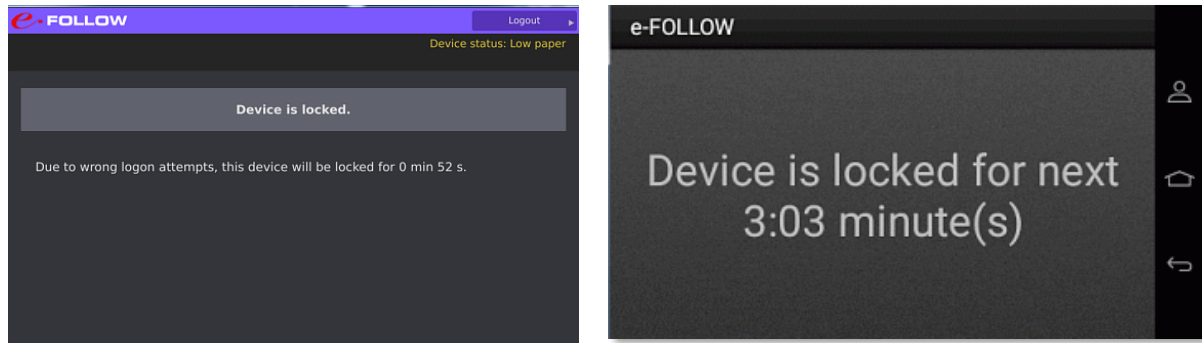 e-FOLLOW
Logout
Device status: Low paper
Device is locked.
Due to wrong logon attempts, this device will be locked for 0 min 52 s.
e-FOLLOW
Device is locked for next
3:03 minute(s)